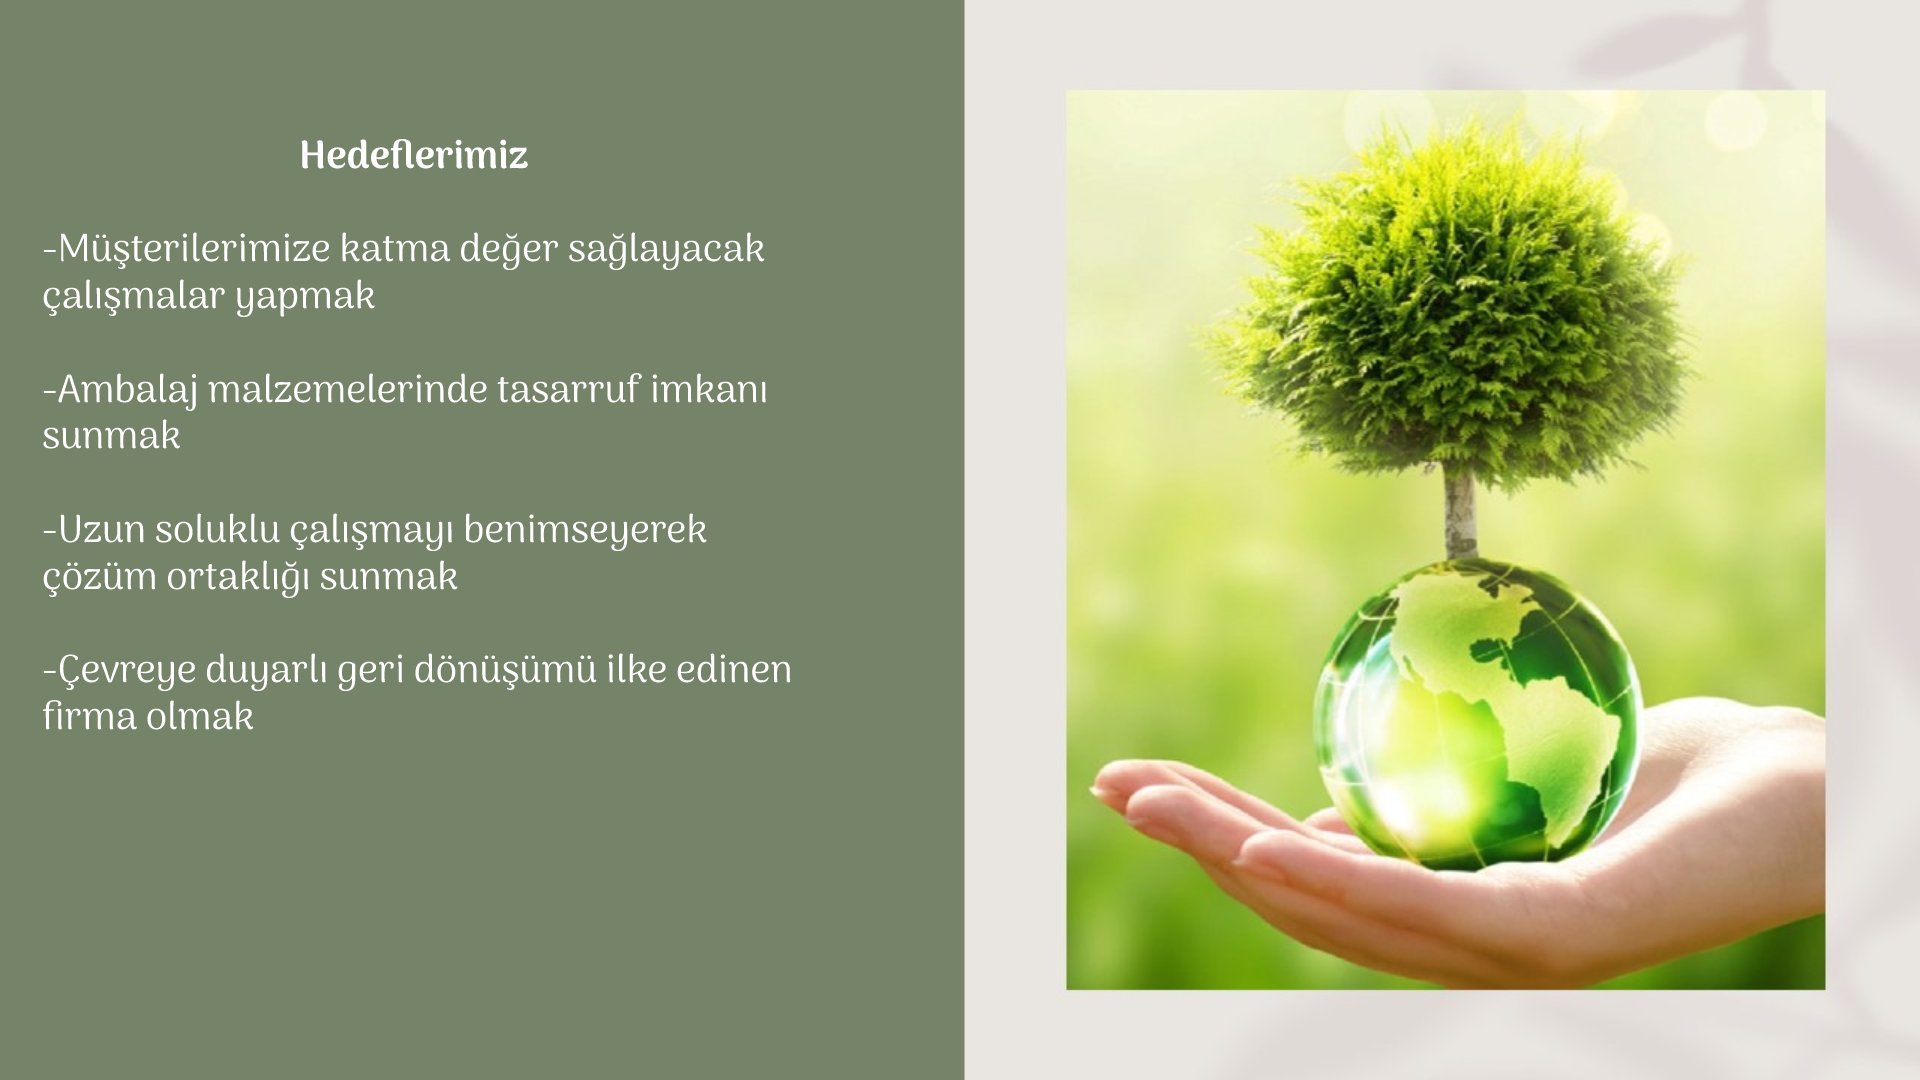 Hedeflerimiz
-Müşterilerimize katma değer sağlayacak
çalışmalar yapmak
-Ambalaj malzemelerinde tasarruf imkanı
sunmak
-Uzun soluklu çalışmayı benimseyerek
çözüm ortaklığı sunmak
-Çevreye duyarlı geri dönüşümü ilke edinen
firma olmak